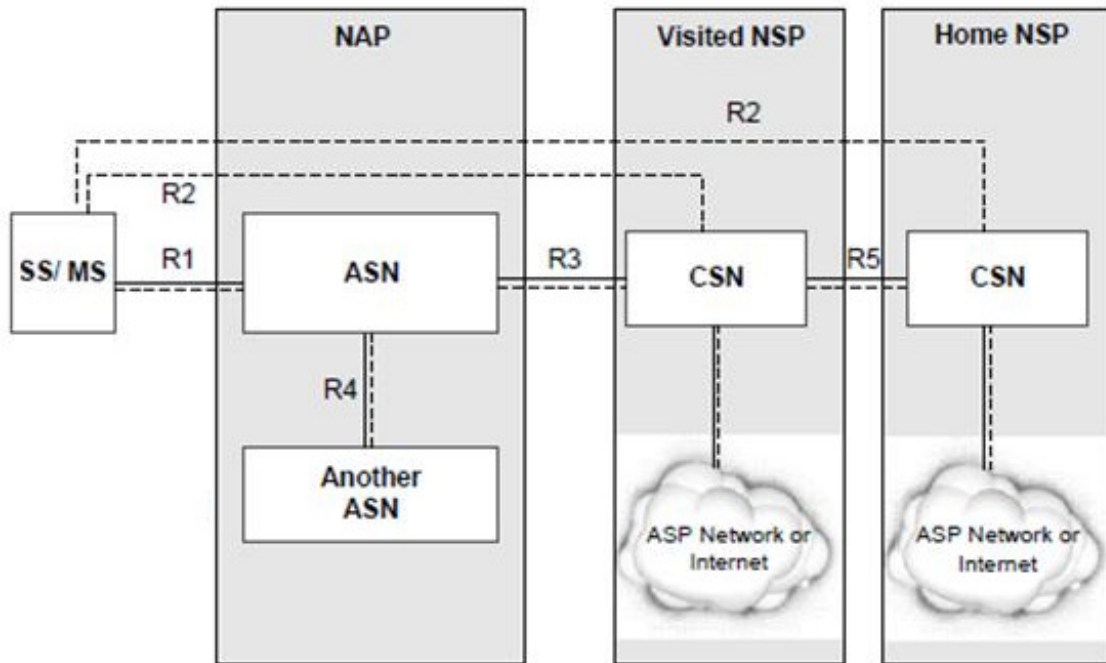 NAP
Visited NSP
Home NSP
R2
R2
SS/ MS
R1
ASN
R3
CSN
R5
CSN
R4
Another
ASN
ASP Network or
Internet
ASP Network or
Internet